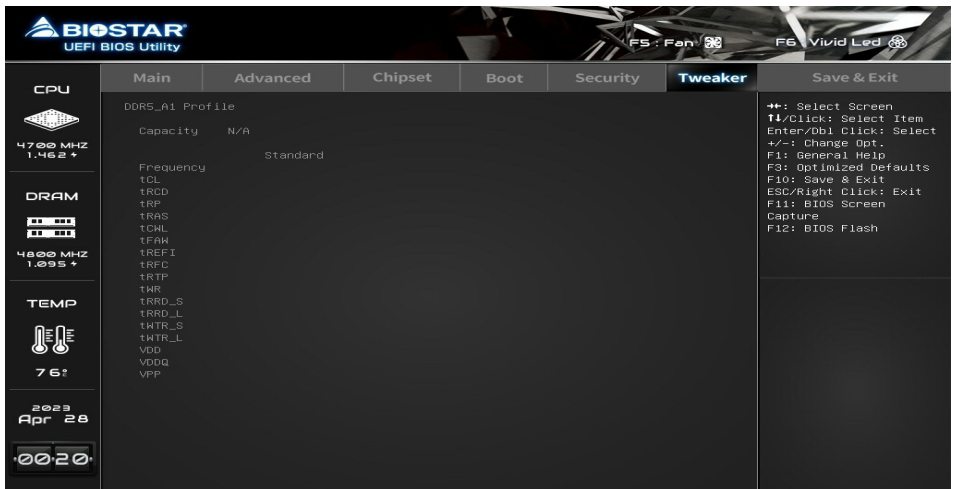 BIOSTAR
UEFI BIOS Utility
F5 : Fan
F6 : Vivid Led
Main Advanced Chipset Boot Security Tweaker Save & Exit
CPU
4700 MHZ
1.462 +
DRAM
4800 MHZ
1.095 +
TEMP
76°
2023
Apr 28
00:20
DDR5_A1 Profile
Capacity N/A
Standard
Frequency
tCL
tRCD
tRP
tRAS
tCWL
tFAW
tREFI
tRFC
tRTP
tWR
tRRD_S
tRRD_L
tWTR_S
tWTR_L
VDD
VDDQ
VPP
→←: Select Screen
↑↓/Click: Select Item
Enter/Dbl Click: Select
+/-: Change Opt.
F1: General Help
F3: Optimized Defaults
F10: Save & Exit
ESC/Right Click: Exit
F11: BIOS Screen
Capture
F12: BIOS Flash